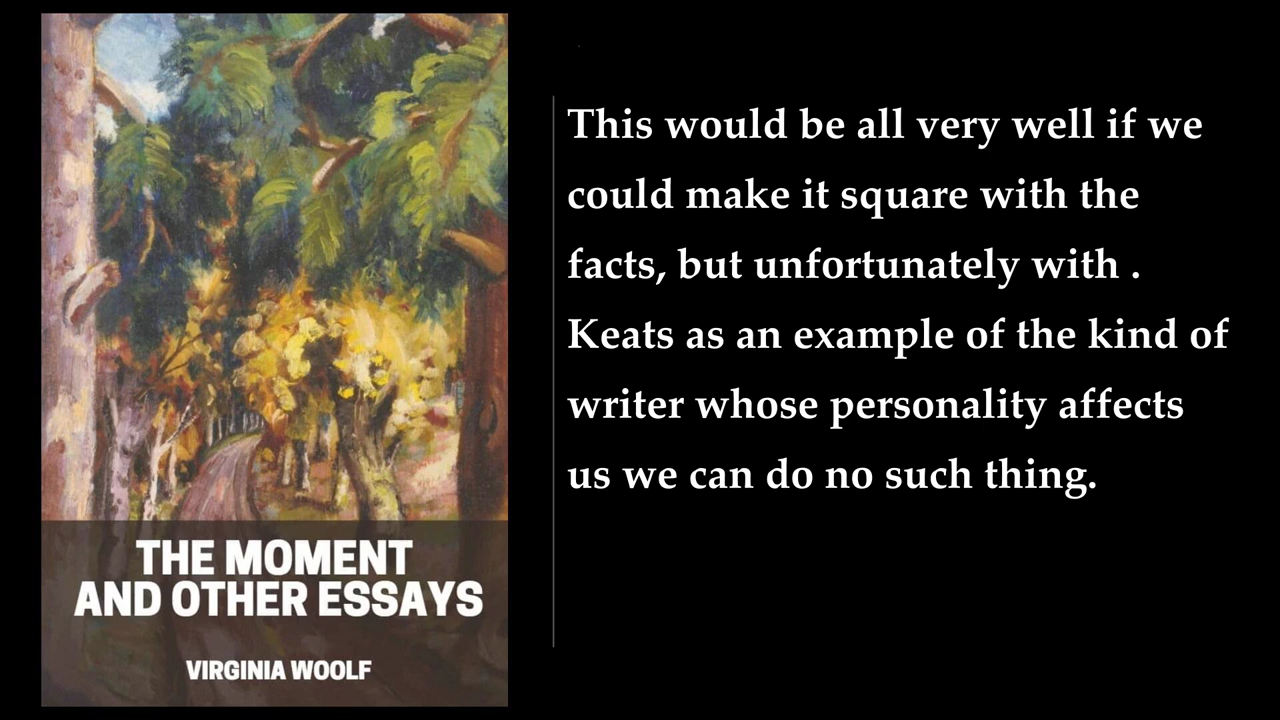 This would be all very well if we
could make it square with the
facts, but unfortunately with .
Keats as an example of the kind of
writer whose personality affects
us we can do no such thing.
THE MOMENT
AND OTHER ESSAYS
VIRGINIA WOOLF